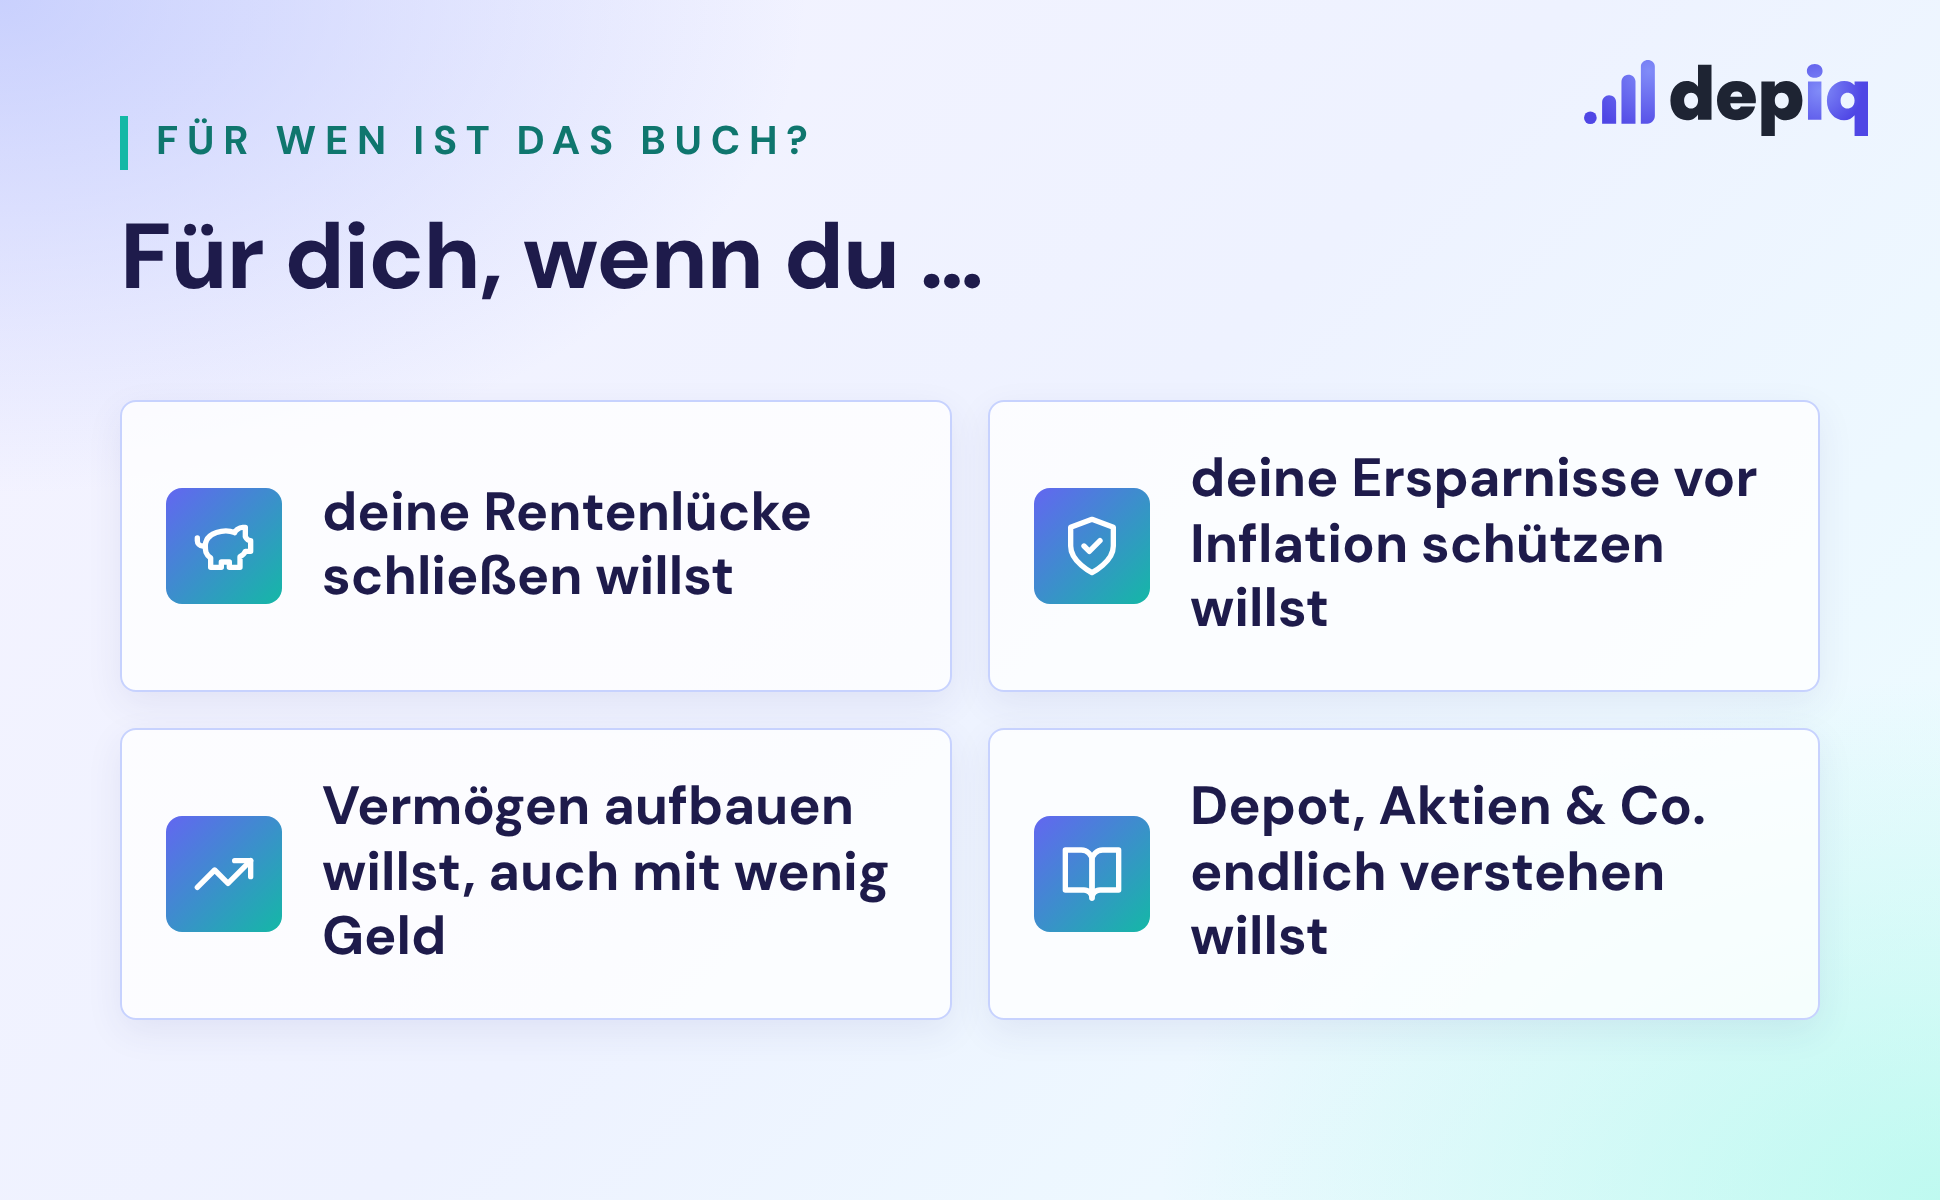 depiq
FÜR WEN IST DAS BUCH?
Für dich, wenn du …
deine Rentenlücke
schließen willst
deine Ersparnisse vor
Inflation schützen
willst
Vermögen aufbauen
willst, auch mit wenig
Geld
Depot, Aktien & Co.
endlich verstehen
willst